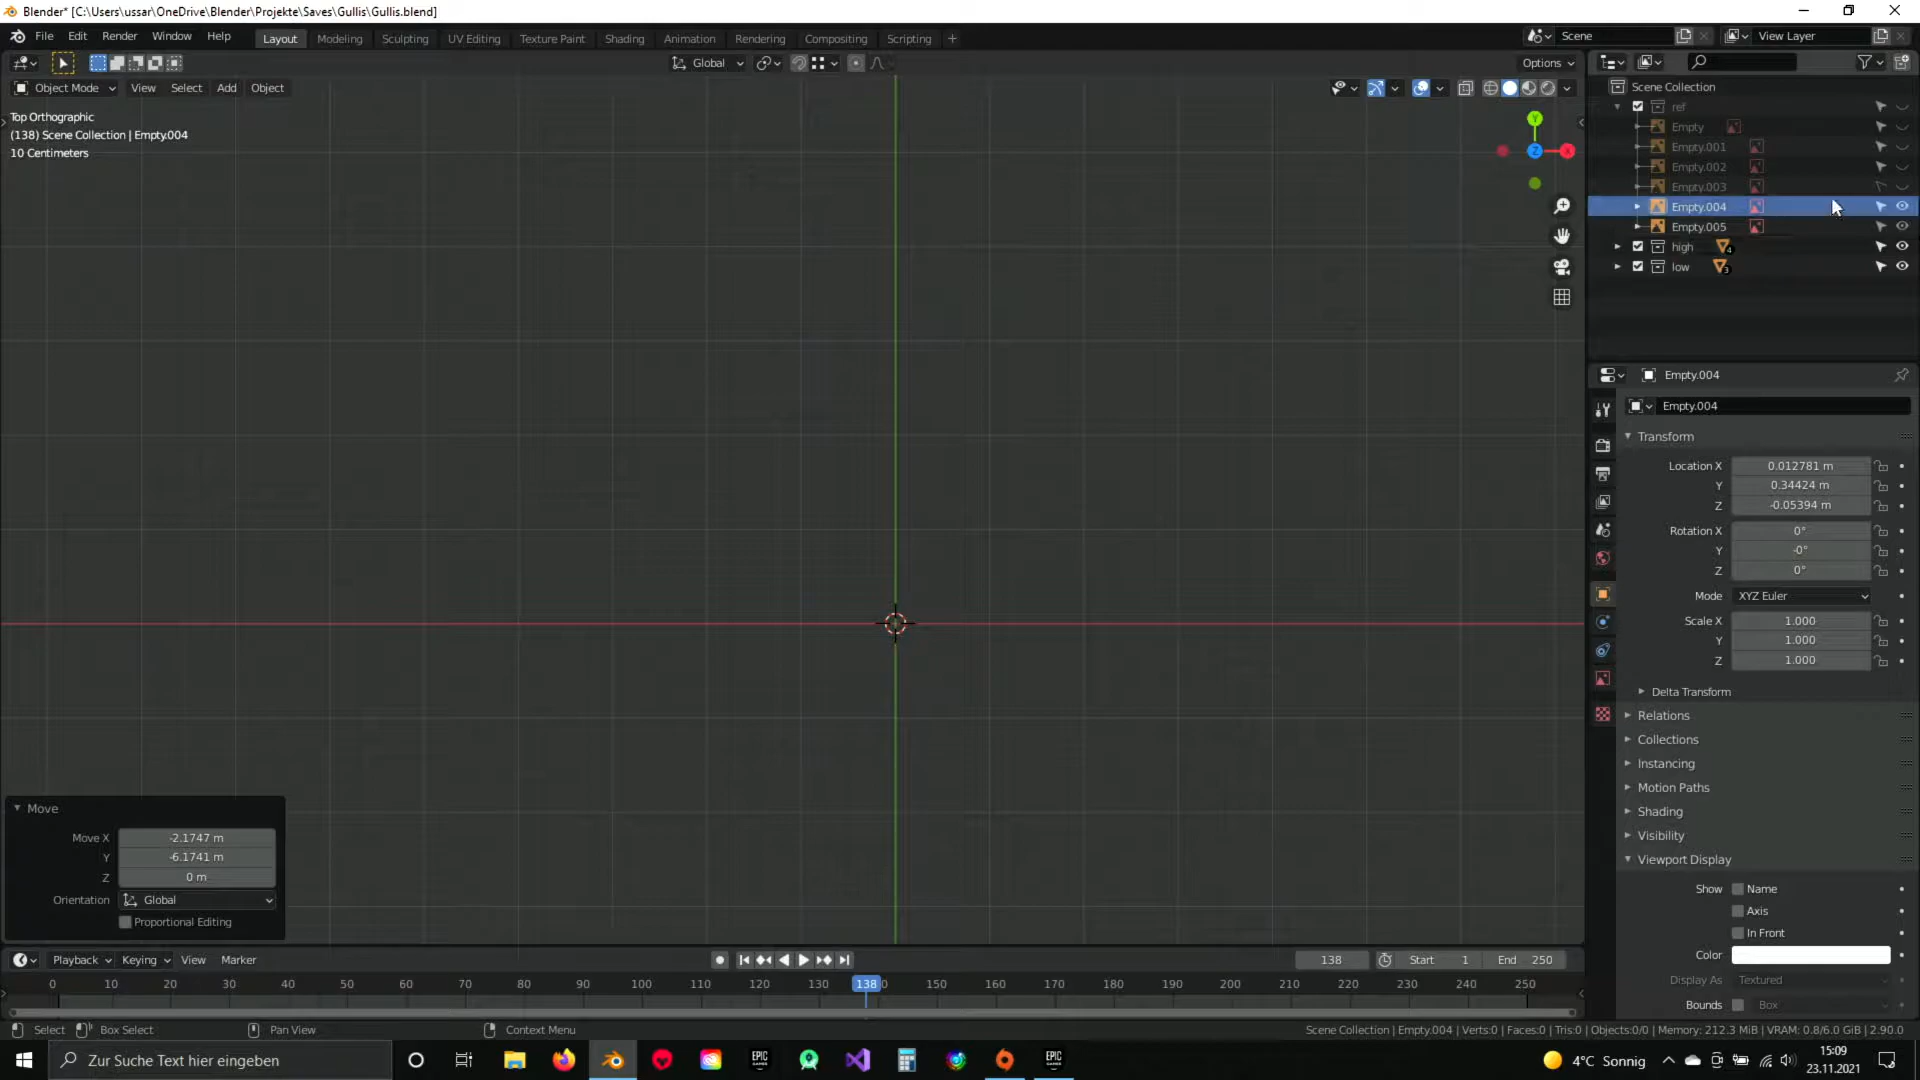 Blender* [C:\Users\ussar\OneDrive\Blender\Projekte\Saves\Gullis\Gullis.blend]
File Edit Render Window Help Layout Modeling Sculpting UV Editing Texture Paint Shading Animation Rendering Compositing Scripting + Scene View Layer
Global Options
Object Mode View Select Add Object
Top Orthographic
(138) Scene Collection | Empty.004
10 Centimeters
Y
Z
X
Scene Collection
ref
Empty
Empty.001
Empty.002
Empty.003
Empty.004
Empty.005
high 4
low 3
Empty.004
Empty.004
Transform
Location X 0.012781 m
Y 0.34424 m
Z -0.05394 m
Rotation X 0°
Y -0°
Z 0°
Mode XYZ Euler
Scale X 1.000
Y 1.000
Z 1.000
Delta Transform
Relations
Collections
Instancing
Motion Paths
Shading
Visibility
Viewport Display
Show Name
Axis
In Front
Color
Display As Textured
Bounds Box
Move
Move X -2.1747 m
Y -6.1741 m
Z 0 m
Orientation Global
Proportional Editing
Playback Keying View Marker 138 Start 1 End 250
0 10 20 30 40 50 60 70 80 90 100 110 120 130 138 0 150 160 170 180 190 200 210 220 230 240 250
Select Box Select Pan View Context Menu Scene Collection | Empty.004 | Verts:0 | Faces:0 | Tris:0 | Objects:0/0 | Memory: 212.3 MiB | VRAM: 0.8/6.0 GiB | 2.90.0
Zur Suche Text hier eingeben EPIC GAMES EPIC GAMES 4°C Sonnig 15:09
23.11.2021